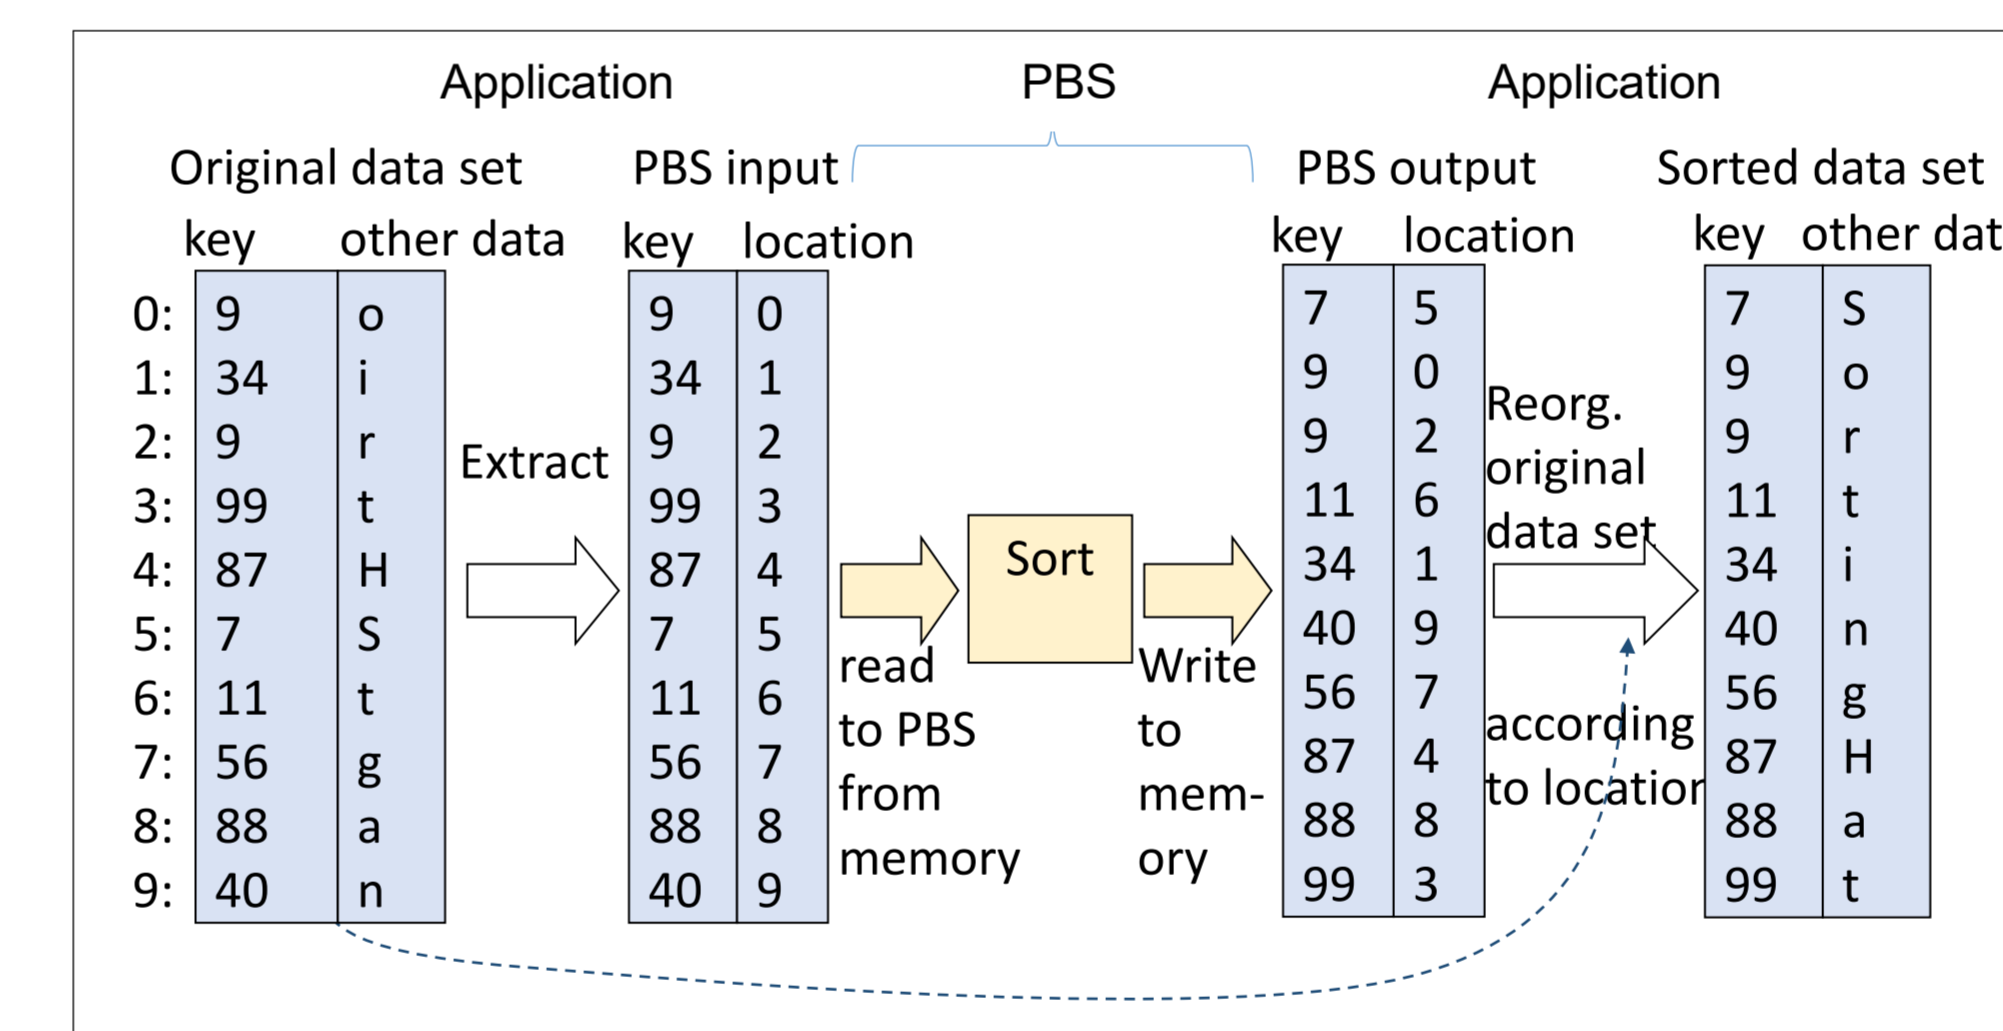 Application PBS Application
Original data set PBS input PBS output Sorted data set
key other data key location key location key other dat
0: 9 o 9 0 7 5 7 S
1: 34 i 34 1 9 0 9 o
2: 9 r 9 2 9 2 9 r
3: 99 t 99 3 11 6 11 t
4: 87 H 87 4 34 1 34 i
5: 7 S 7 5 40 9 40 n
6: 11 t 11 6 56 7 56 g
7: 56 g 56 7 87 4 87 H
8: 88 a 88 8 88 8 88 a
9: 40 n 40 9 99 3 99 t
Extract
read
to PBS
from
memory
Sort
Write
to
mem-
ory
Reorg.
original
data set
according
to location